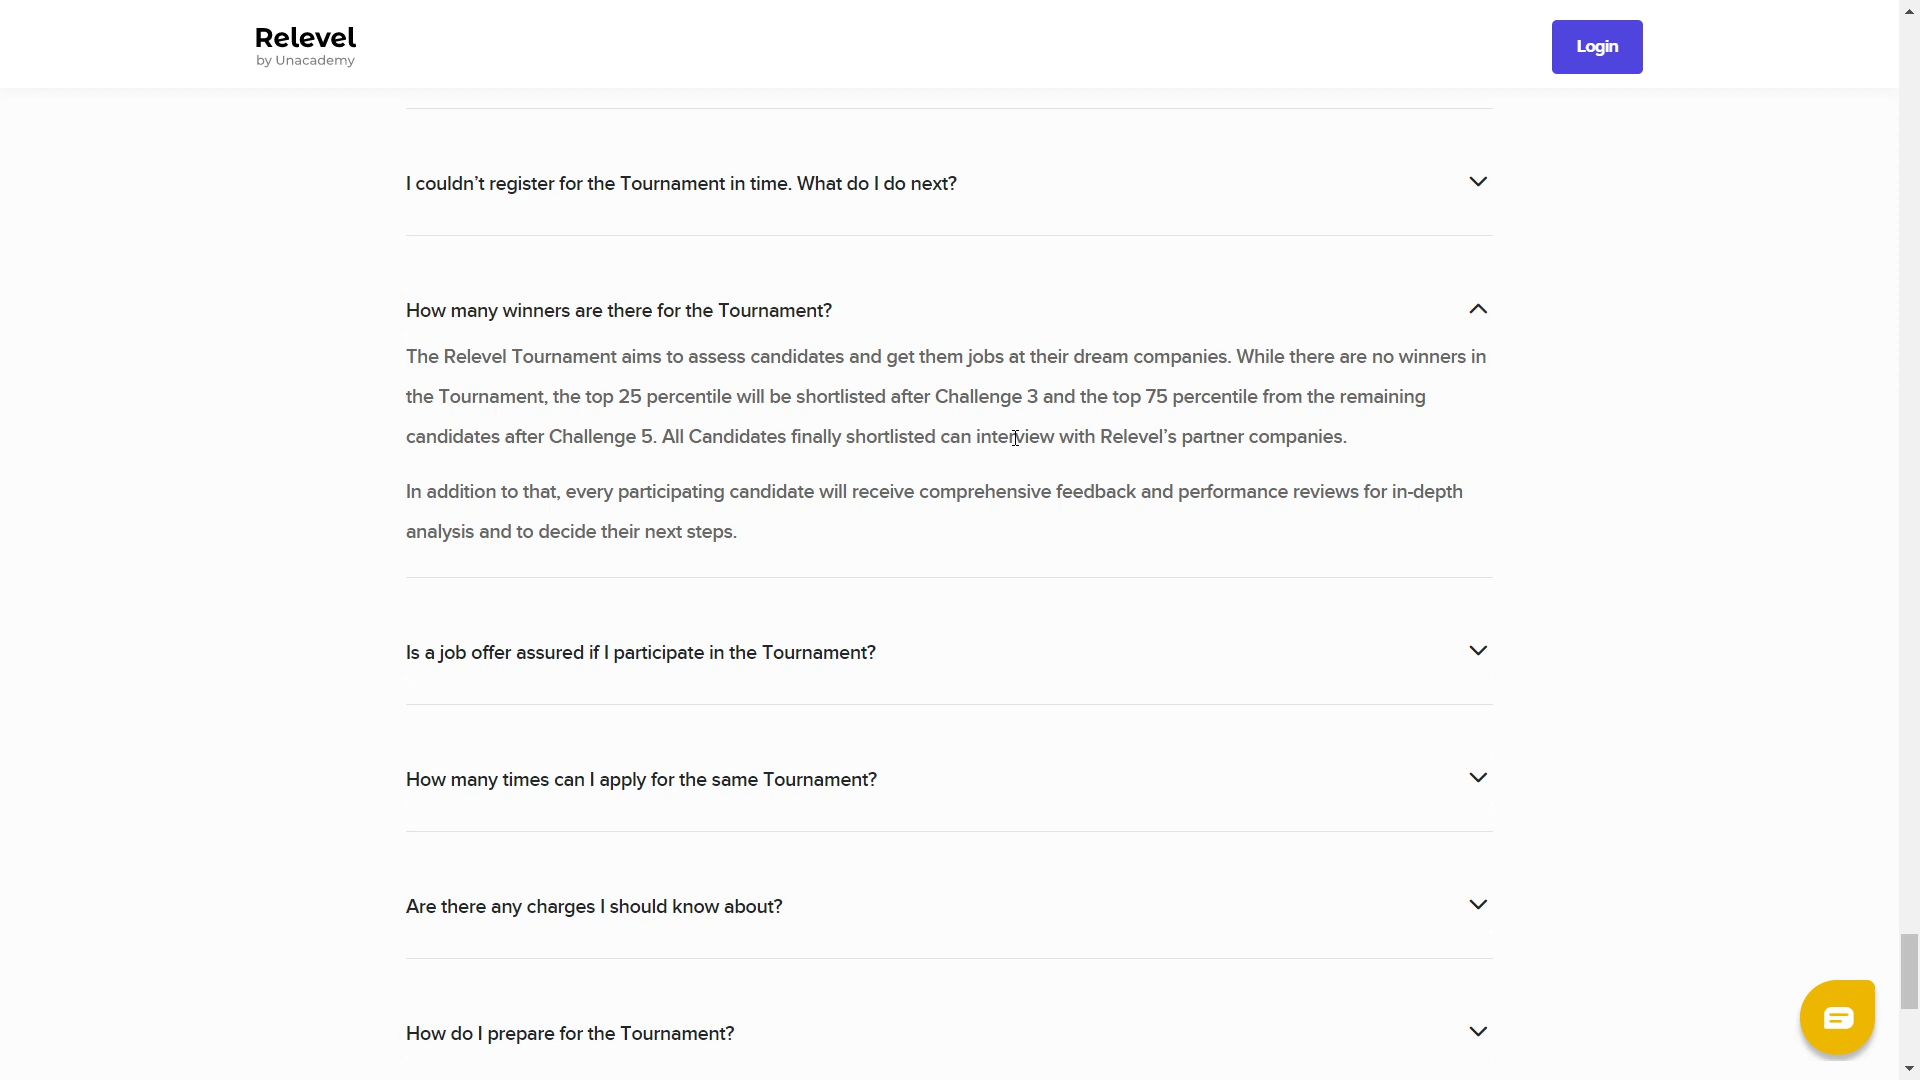 Relevel
by Unacademy
Login
I couldn’t register for the Tournament in time. What do I do next?
How many winners are there for the Tournament?
The Relevel Tournament aims to assess candidates and get them jobs at their dream companies. While there are no winners in
the Tournament, the top 25 percentile will be shortlisted after Challenge 3 and the top 75 percentile from the remaining
candidates after Challenge 5. All Candidates finally shortlisted can interview with Relevel’s partner companies.
In addition to that, every participating candidate will receive comprehensive feedback and performance reviews for in-depth
analysis and to decide their next steps.
Is a job offer assured if I participate in the Tournament?
How many times can I apply for the same Tournament?
Are there any charges I should know about?
How do I prepare for the Tournament?